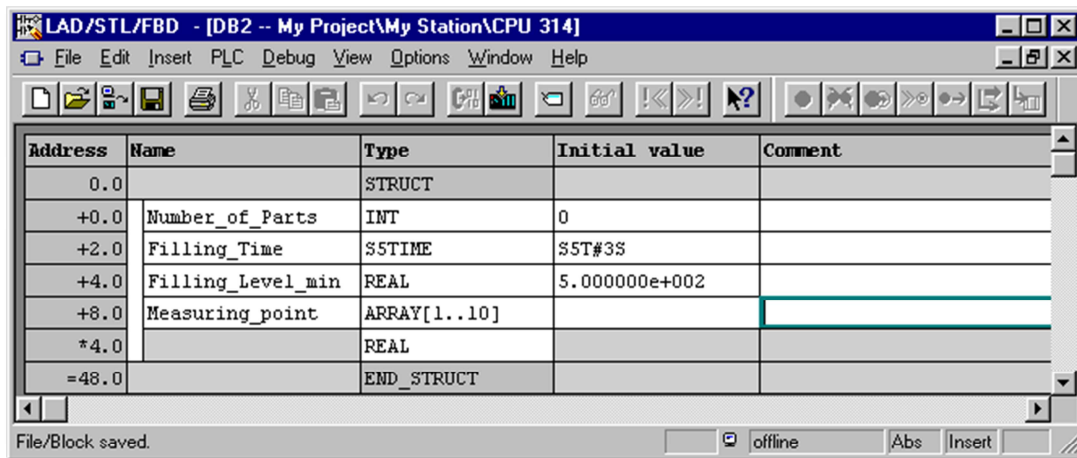 LAD/STL/FBD - [DB2 -- My Project\My Station\CPU 314]
File Edit Insert PLC Debug View Options Window Help
Address Name Type Initial value Comment
0.0 STRUCT
+0.0 Number_of_Parts INT 0
+2.0 Filling_Time S5TIME S5T#3S
+4.0 Filling_Level_min REAL 5.000000e+002
+8.0 Measuring_point ARRAY[1..10]
*4.0 REAL
=48.0 END_STRUCT
File/Block saved. offline Abs Insert